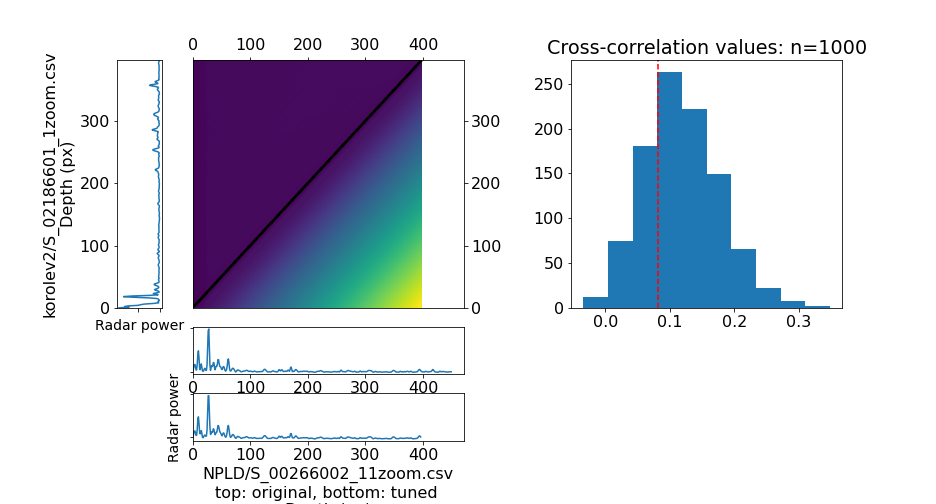 Cross-correlation values: n=1000
0 100 200 300 400
korolev2/S_02186601_1zoom.csv
Depth (px)
300
200
100
0
300
200
100
0
Radar power
250
200
150
100
50
0
0.0 0.1 0.2 0.3
0 100 200 300 400
Radar power
0 100 200 300 400
NPLD/S_00266002_11zoom.csv
top: original, bottom: tuned